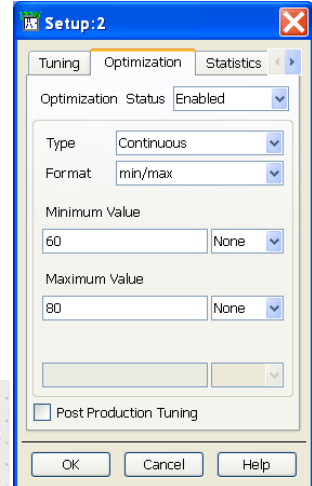 Setup:2
Tuning Optimization Statistics
Optimization Status Enabled
Type Continuous
Format min/max
Minimum Value
60 None
Maximum Value
80 None
Post Production Tuning
OK Cancel Help